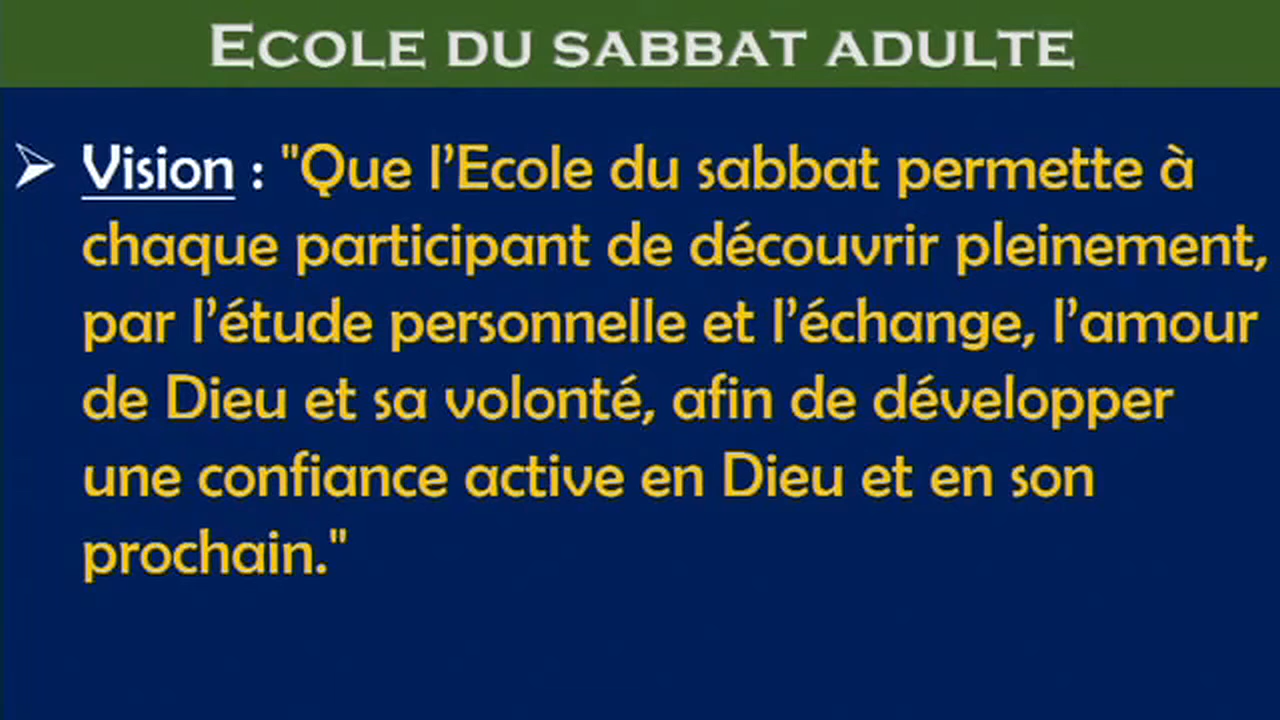 ECOLE DU SABBAT ADULTE
➢ Vision : "Que l’Ecole du sabbat permette à
chaque participant de découvrir pleinement,
par l’étude personnelle et l’échange, l’amour
de Dieu et sa volonté, afin de développer
une confiance active en Dieu et en son
prochain."